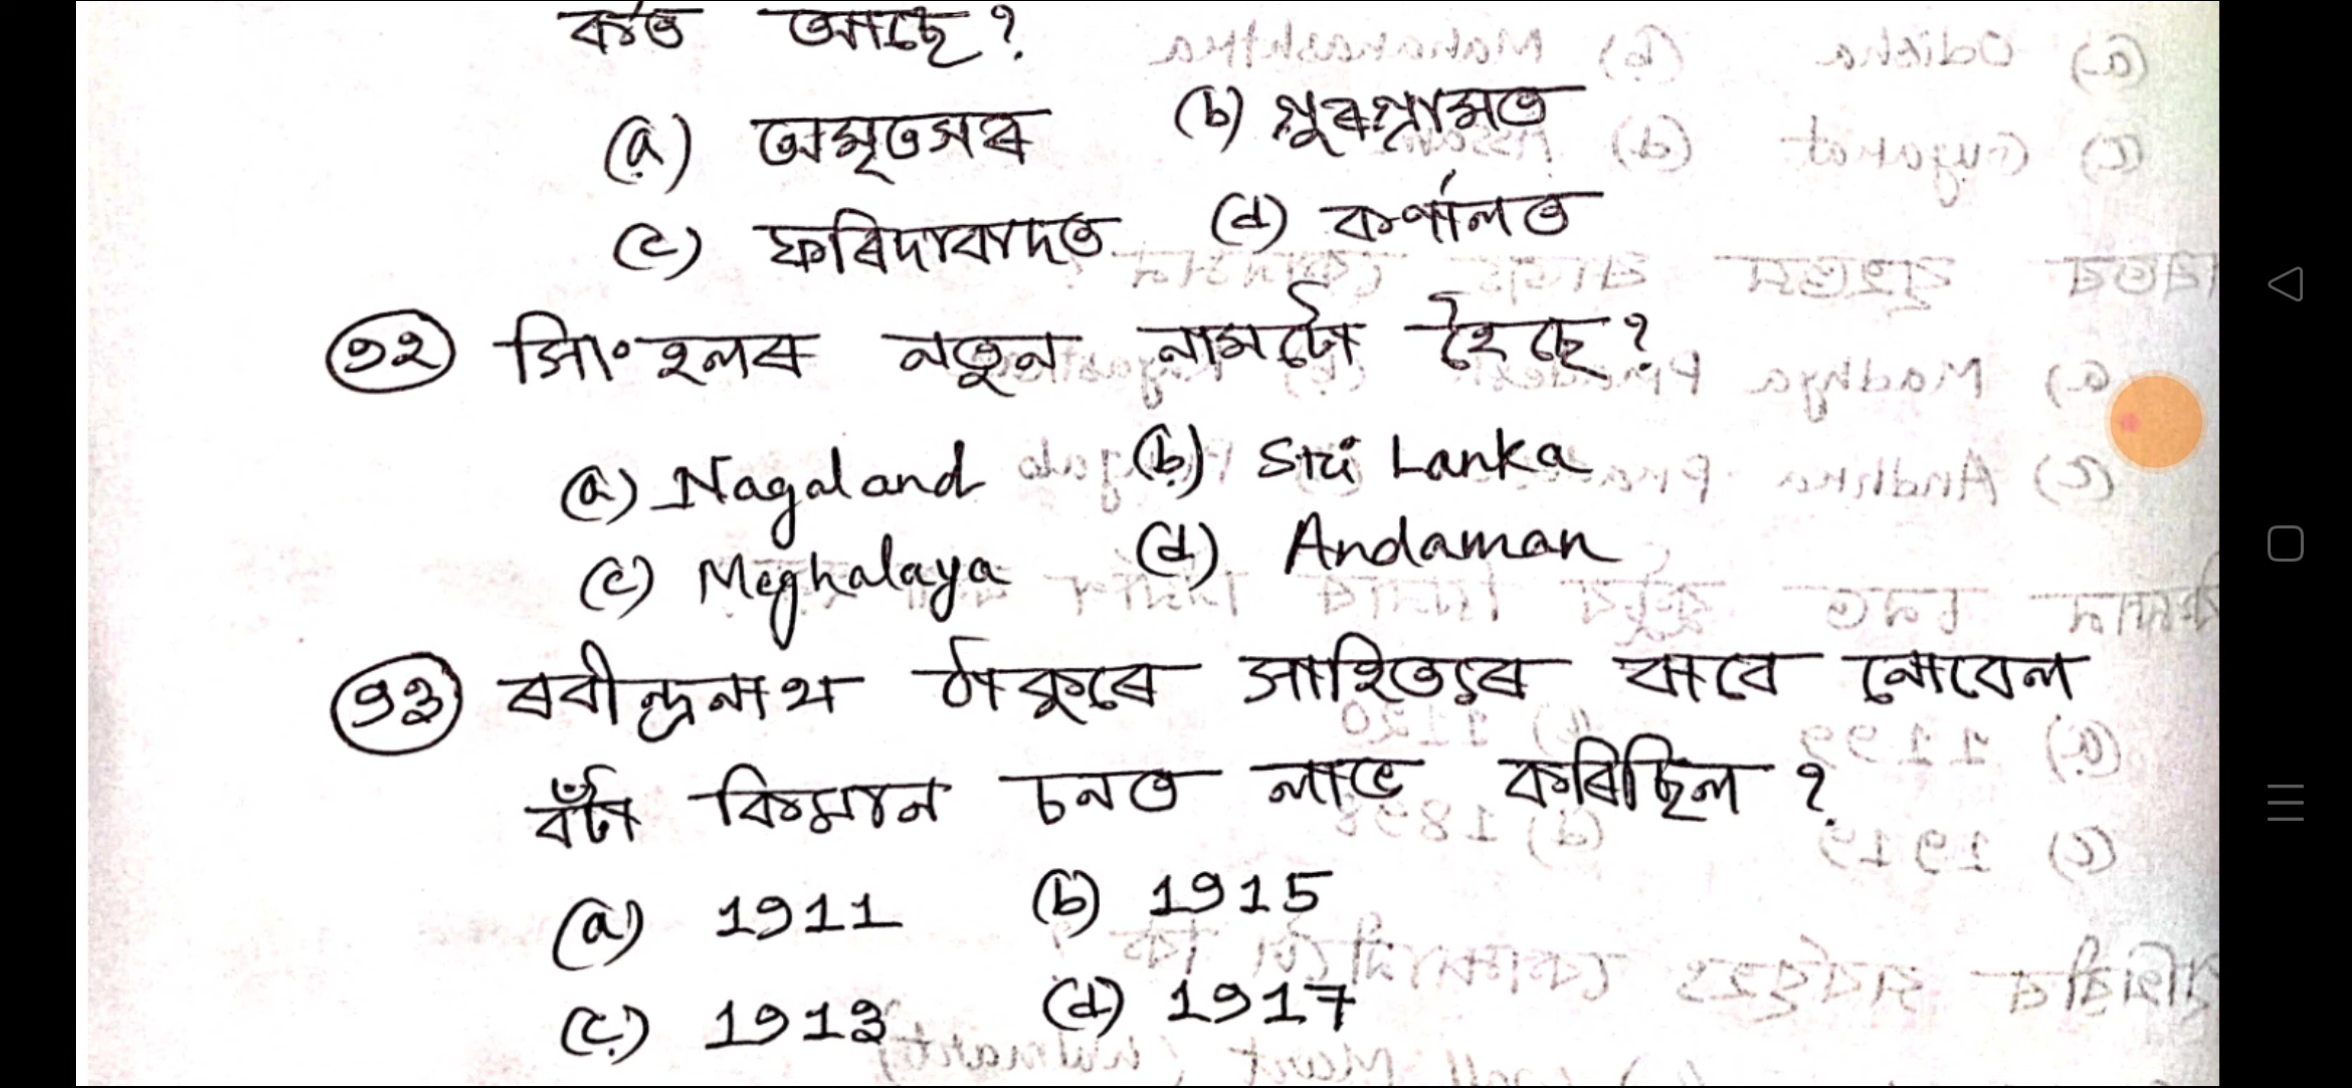 কত আছে?
(a) অমৃতসৰ (b) গুৰুগ্ৰামত
(c) ফৰিদাবাদত (d) কৰ্ণালত
৩২ সিংহলৰ নতুন নামটো হৈছে?
(a) Nagaland (b) Sri Lanka
(c) Meghalaya (d) Andaman
৩৩ ৰবীন্দ্ৰনাথ ঠাকুৰে সাহিত্যৰ বাবে নোবেল
বঁটা কিমান চনত লাভ কৰিছিল?
(a) 1911 (b) 1915
(c) 1913 (d) 1917